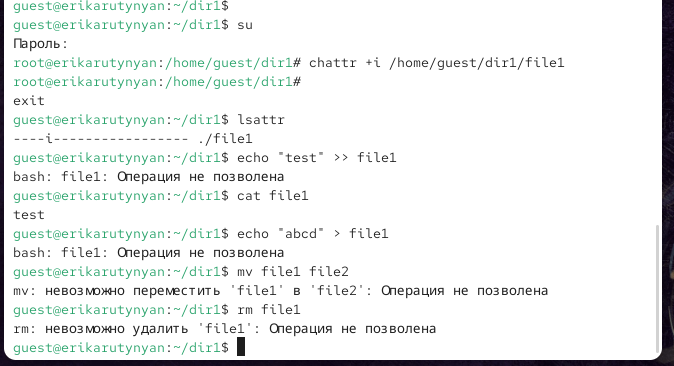 guest@erikarutynyan:~/dir1$
guest@erikarutynyan:~/dir1$ su
Пароль:
root@erikarutynyan:/home/guest/dir1# chattr +i /home/guest/dir1/file1
root@erikarutynyan:/home/guest/dir1#
exit
guest@erikarutynyan:~/dir1$ lsattr
----i----------------- ./file1
guest@erikarutynyan:~/dir1$ echo "test" >> file1
bash: file1: Операция не позволена
guest@erikarutynyan:~/dir1$ cat file1
test
guest@erikarutynyan:~/dir1$ echo "abcd" > file1
bash: file1: Операция не позволена
guest@erikarutynyan:~/dir1$ mv file1 file2
mv: невозможно переместить 'file1' в 'file2': Операция не позволена
guest@erikarutynyan:~/dir1$ rm file1
rm: невозможно удалить 'file1': Операция не позволена
guest@erikarutynyan:~/dir1$